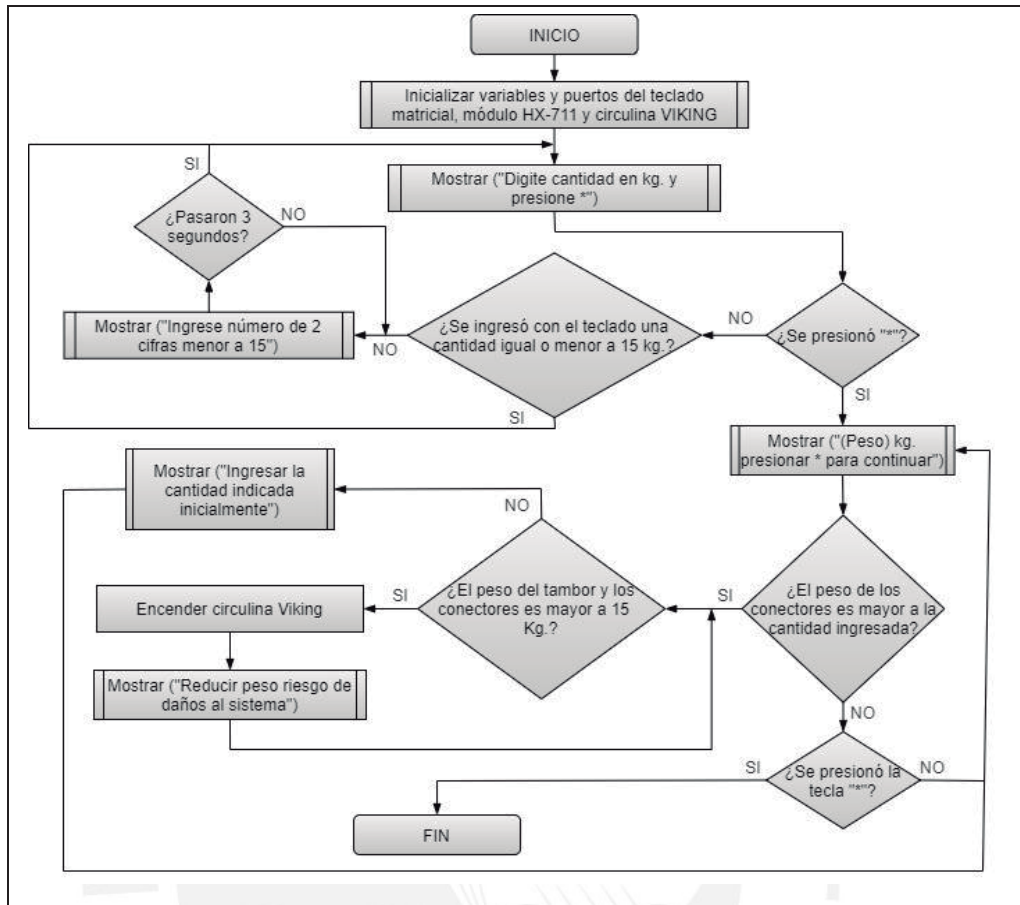 INICIO
Inicializar variables y puertos del teclado
matricial, módulo HX-711 y circulina VIKING
SI
Mostrar ("Digite cantidad en kg. y
presione *")
¿Pasaron 3
segundos?
NO
Mostrar ("Ingrese número de 2
cifras menor a 15")
NO
¿Se ingresó con el teclado una
cantidad igual o menor a 15 kg.?
NO
¿Se presionó "*"?
SI
SI
Mostrar ("(Peso) kg.
presionar * para continuar")
Mostrar ("Ingresar la
cantidad indicada
inicialmente")
NO
¿El peso del tambor y los
conectores es mayor a 15
Kg.?
SI
SI
¿El peso de los
conectores es mayor a la
cantidad ingresada?
Encender circulina Viking
Mostrar ("Reducir peso riesgo de
daños al sistema")
NO
SI
¿Se presionó la
tecla "*"?
NO
FIN